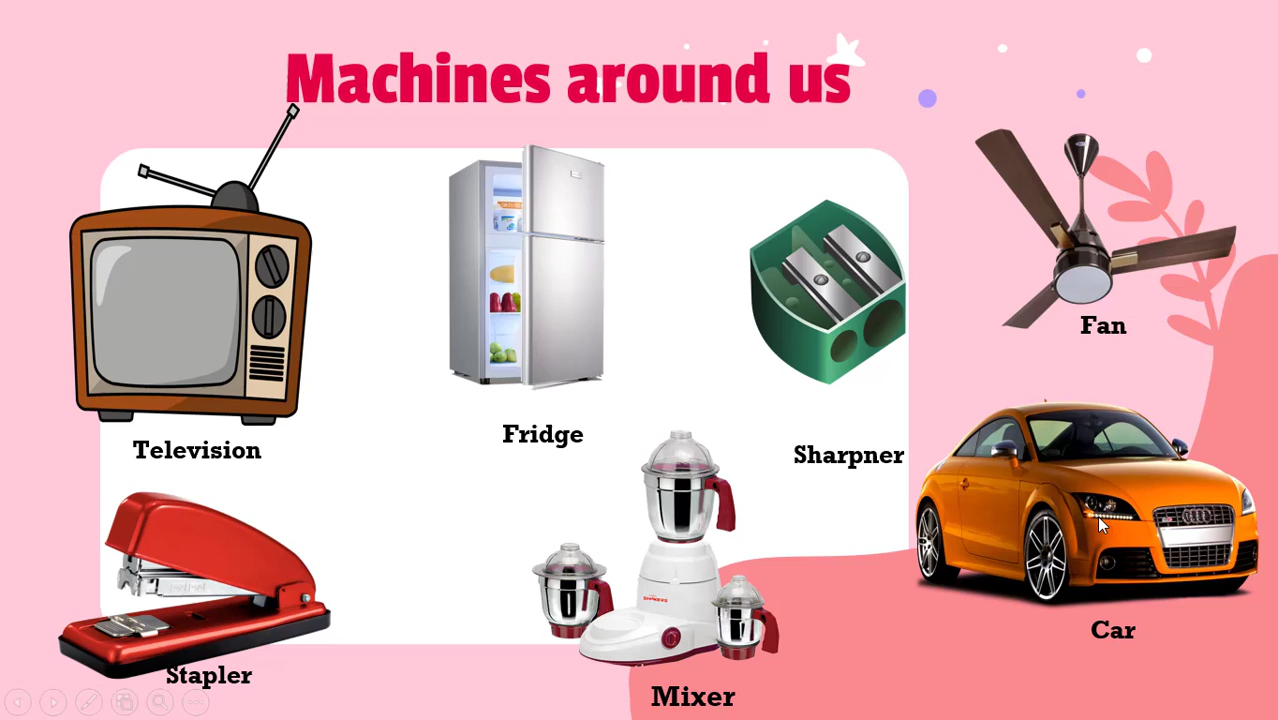 Machines around us
Television
Fridge
Sharpner
Fan
Stapler
Mixer
Car